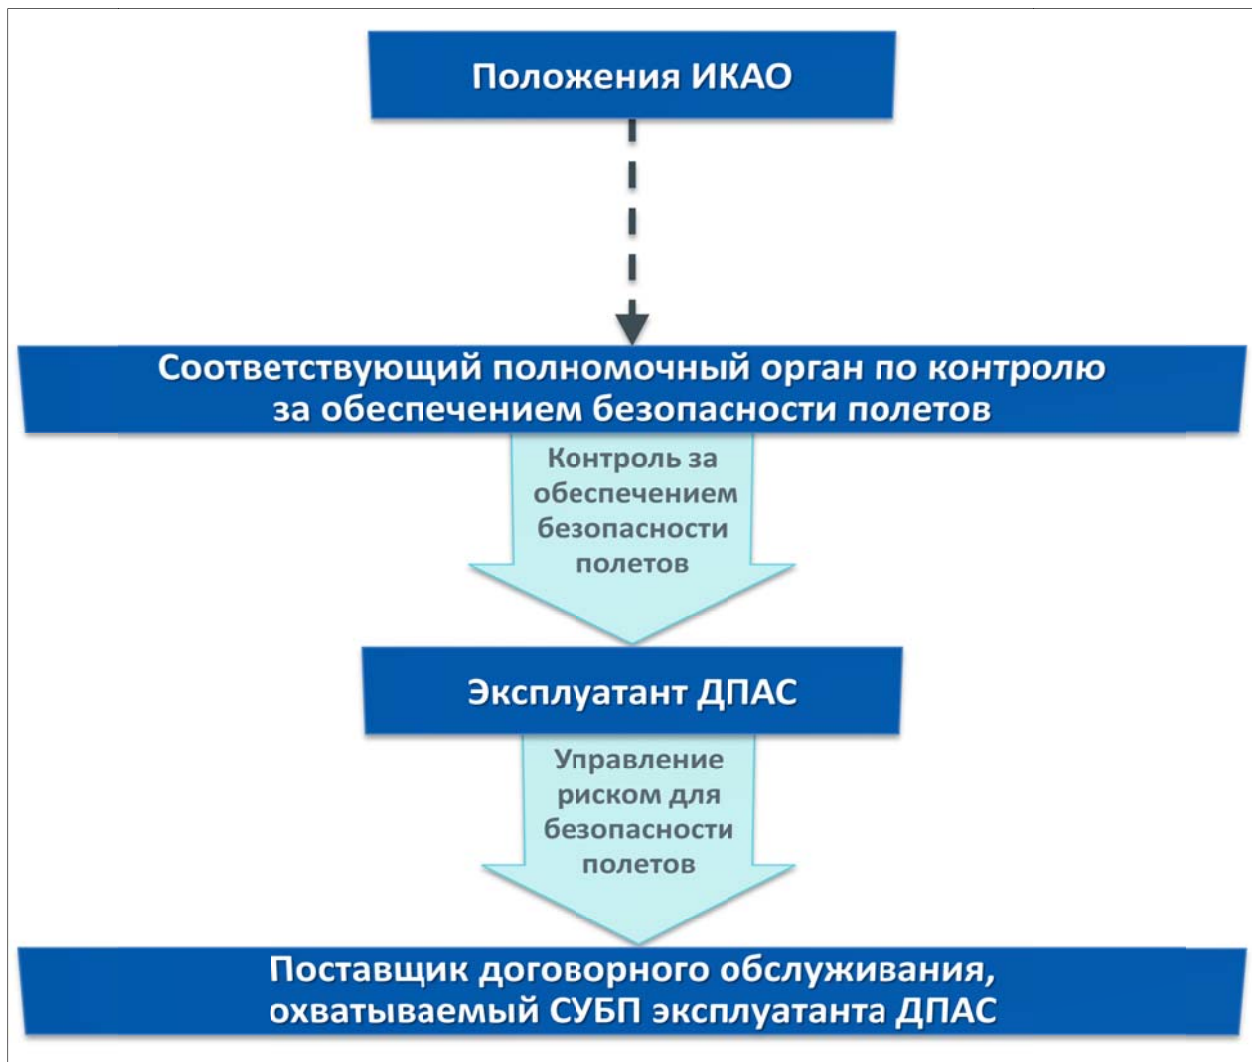 Положения ИКАО
Соответствующий полномочный орган по контролю
за обеспечением безопасности полетов
Контроль за
обеспечением
безопасности
полетов
Эксплуатант ДПАС
Управление
риском для
безопасности
полетов
Поставщик договорного обслуживания,
охватываемый СУБП эксплуатанта ДПАС